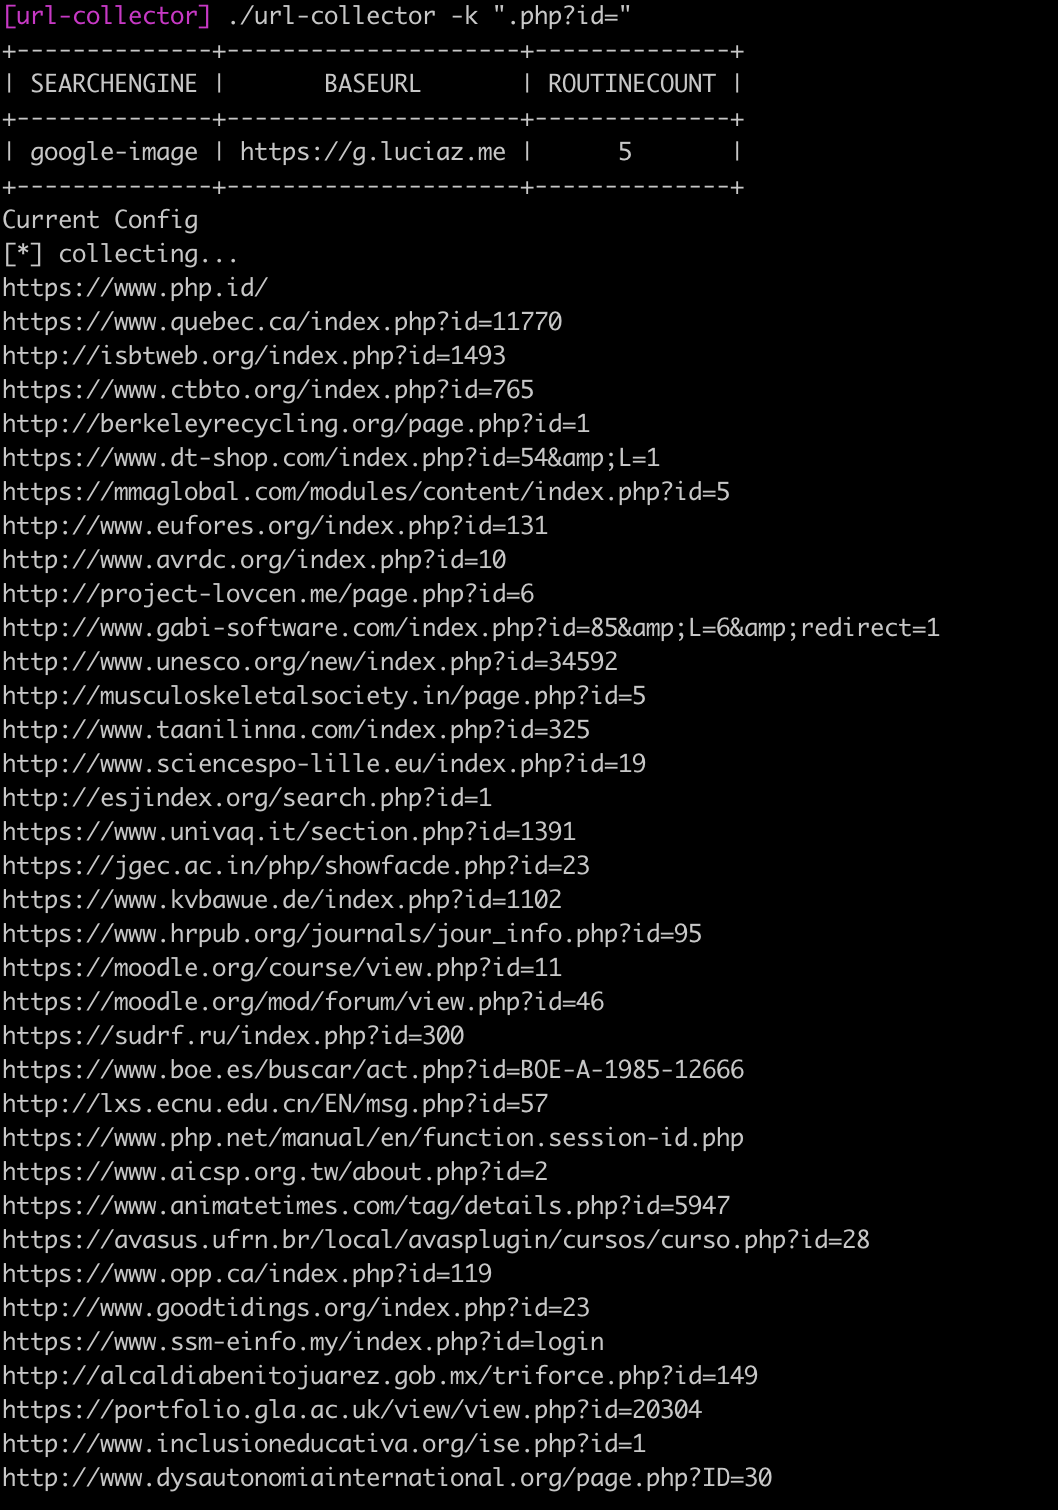 [url-collector] ./url-collector -k ".php?id="
+--------------+---------------------+--------------+
| SEARCHENGINE |       BASEURL       | ROUTINECOUNT |
+--------------+---------------------+--------------+
| google-image | https://g.luciaz.me |      5       |
+--------------+---------------------+--------------+
Current Config
[*] collecting...
https://www.php.id/
https://www.quebec.ca/index.php?id=11770
http://isbtweb.org/index.php?id=1493
https://www.ctbto.org/index.php?id=765
http://berkeleyrecycling.org/page.php?id=1
https://www.dt-shop.com/index.php?id=54&amp;L=1
https://mmaglobal.com/modules/content/index.php?id=5
http://www.eufores.org/index.php?id=131
http://www.avrdc.org/index.php?id=10
http://project-lovcen.me/page.php?id=6
http://www.gabi-software.com/index.php?id=85&amp;L=6&amp;redirect=1
http://www.unesco.org/new/index.php?id=34592
http://musculoskeletalsociety.in/page.php?id=5
http://www.taanilinna.com/index.php?id=325
http://www.sciencespo-lille.eu/index.php?id=19
http://esjindex.org/search.php?id=1
https://www.univaq.it/section.php?id=1391
https://jgec.ac.in/php/showfacde.php?id=23
https://www.kvbawue.de/index.php?id=1102
https://www.hrpub.org/journals/jour_info.php?id=95
https://moodle.org/course/view.php?id=11
https://moodle.org/mod/forum/view.php?id=46
https://sudrf.ru/index.php?id=300
https://www.boe.es/buscar/act.php?id=BOE-A-1985-12666
http://lxs.ecnu.edu.cn/EN/msg.php?id=57
https://www.php.net/manual/en/function.session-id.php
https://www.aicsp.org.tw/about.php?id=2
https://www.animatetimes.com/tag/details.php?id=5947
https://avasus.ufrn.br/local/avasplugin/cursos/curso.php?id=28
https://www.opp.ca/index.php?id=119
http://www.goodtidings.org/index.php?id=23
https://www.ssm-einfo.my/index.php?id=login
http://alcaldiabenitojuarez.gob.mx/triforce.php?id=149
https://portfolio.gla.ac.uk/view/view.php?id=20304
http://www.inclusioneducativa.org/ise.php?id=1
http://www.dysautonomiainternational.org/page.php?ID=30